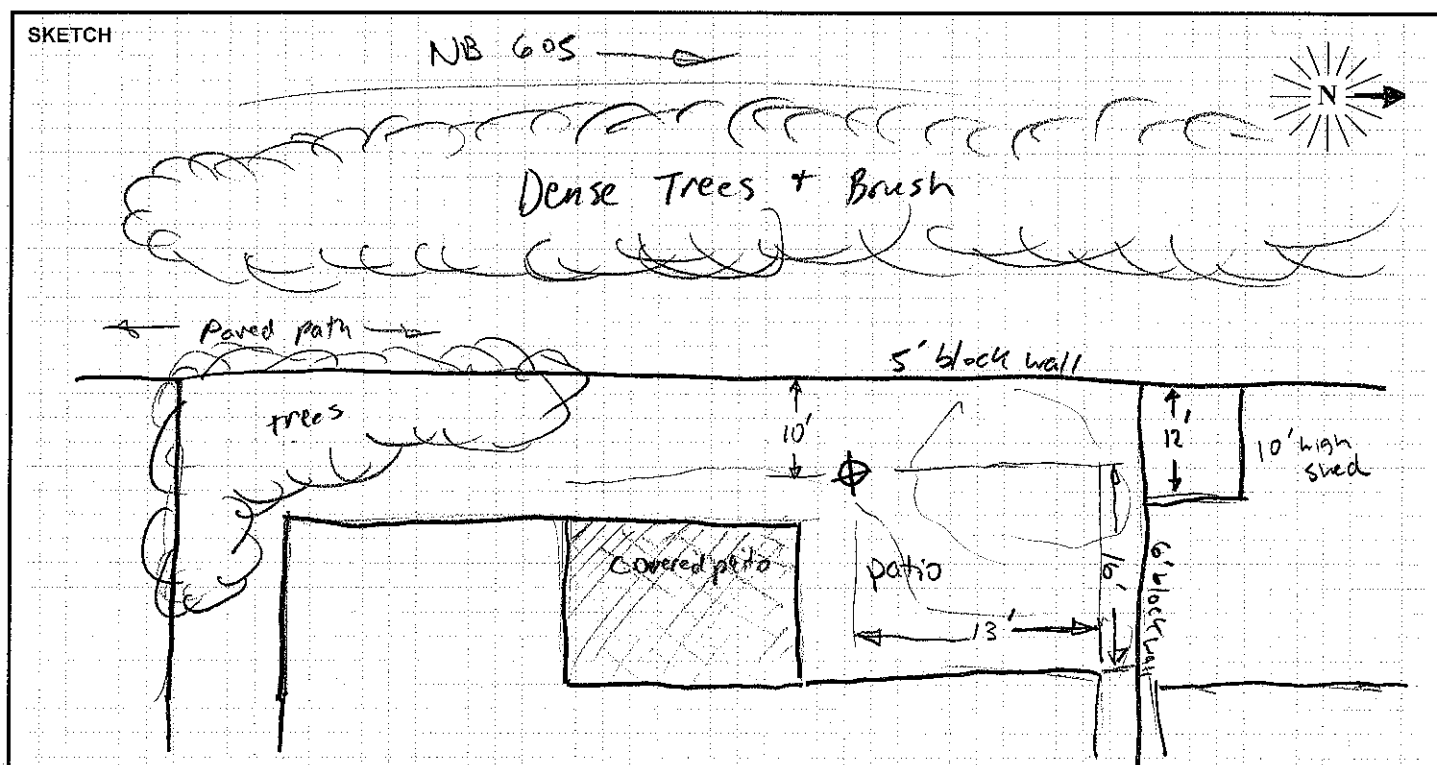 SKETCH
NB 605
N
Dense Trees + Brush
Paved path
5' block wall
trees
10'
12'
10' high
shed
covered patio
patio
16'
6' block wall
13'